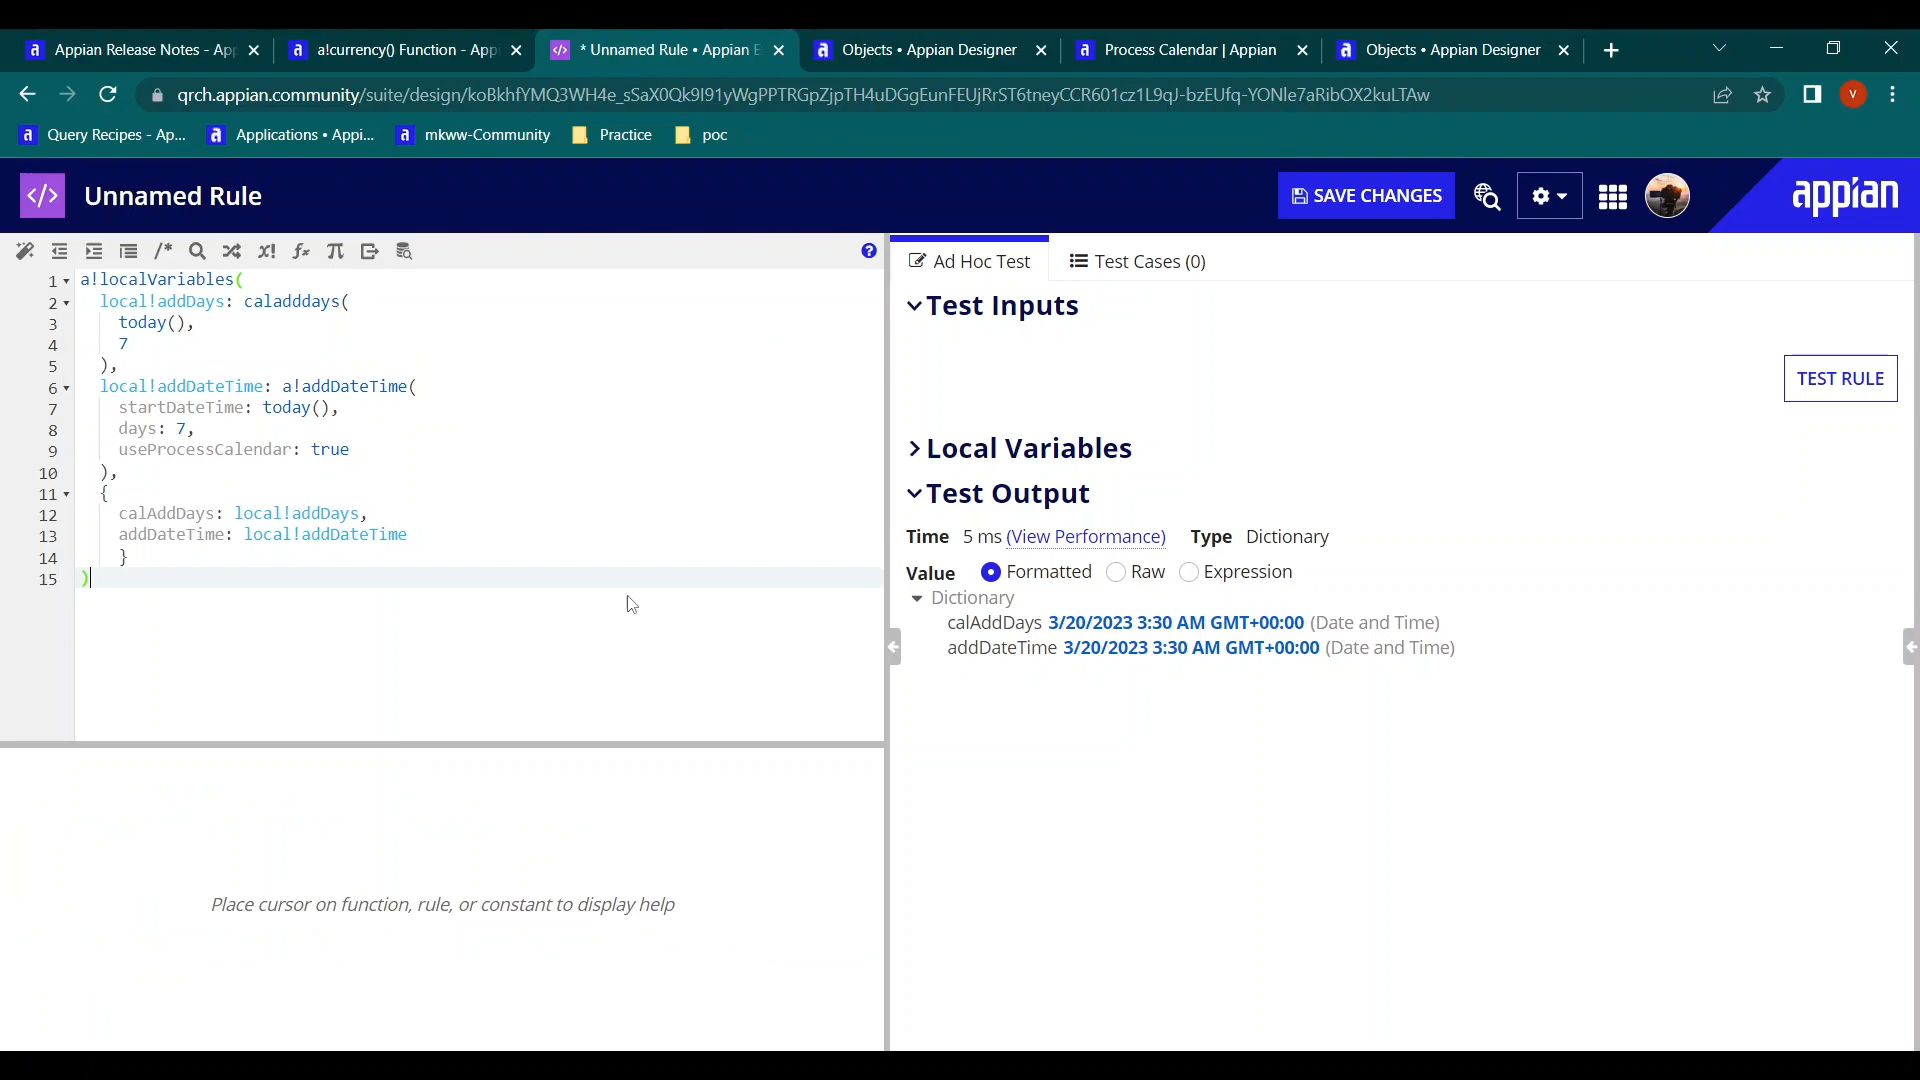 Appian Release Notes - Ap
a!currency() Function - App
* Unnamed Rule • Appian E
Objects • Appian Designer
Process Calendar | Appian
Objects • Appian Designer
qrch.appian.community/suite/design/koBkhfYMQ3WH4e_sSaX0Qk9I91yWgPPTRGpZjpTH4uDGgEunFEUjRrST6tneyCCR601cz1L9qJ-bzEUfq-YONle7aRibOX2kuLTAw
V
Query Recipes - Ap...
Applications • Appi...
mkww-Community
Practice
poc
Unnamed Rule
SAVE CHANGES
appian
Ad Hoc Test
Test Cases (0)
1 a!localVariables(
2 local!addDays: caladddays(
3 today(),
4 7
5 ),
6 local!addDateTime: a!addDateTime(
7 startDateTime: today(),
8 days: 7,
9 useProcessCalendar: true
10 ),
11 {
12 calAddDays: local!addDays,
13 addDateTime: local!addDateTime
14 }
15 )
Place cursor on function, rule, or constant to display help
Test Inputs
TEST RULE
Local Variables
Test Output
Time 5 ms (View Performance) Type Dictionary
Value Formatted Raw Expression
Dictionary
calAddDays 3/20/2023 3:30 AM GMT+00:00 (Date and Time)
addDateTime 3/20/2023 3:30 AM GMT+00:00 (Date and Time)